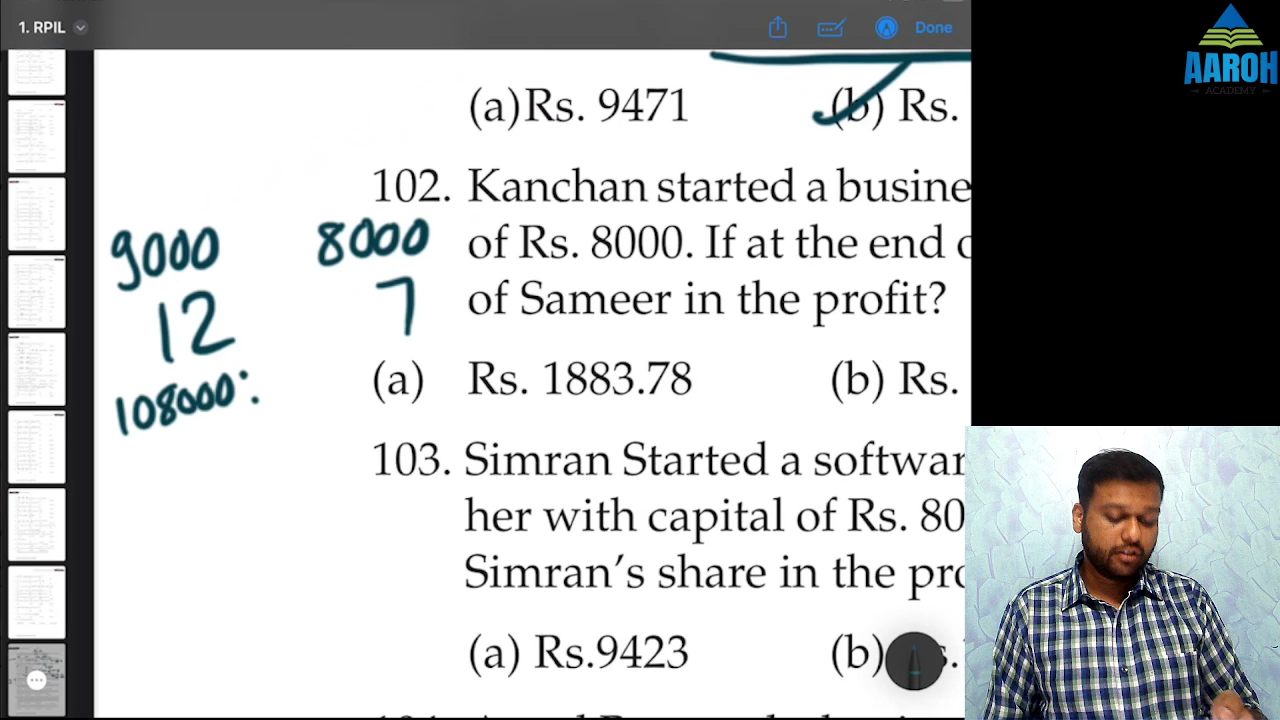 1. RPIL
Done
AAROH
ACADEMY
(a)Rs. 9471 (b) Rs.
102. Kanchan started a busine
9000 8000 of Rs. 8000. If at the end o
12 7 of Sameer in the profit?
108000:
(a) Rs. 1883.78 (b) Rs.
103. Simran Started a softwar
her with capital of Rs. 80
Simran's share in the pro
(a) Rs.9423 (b)